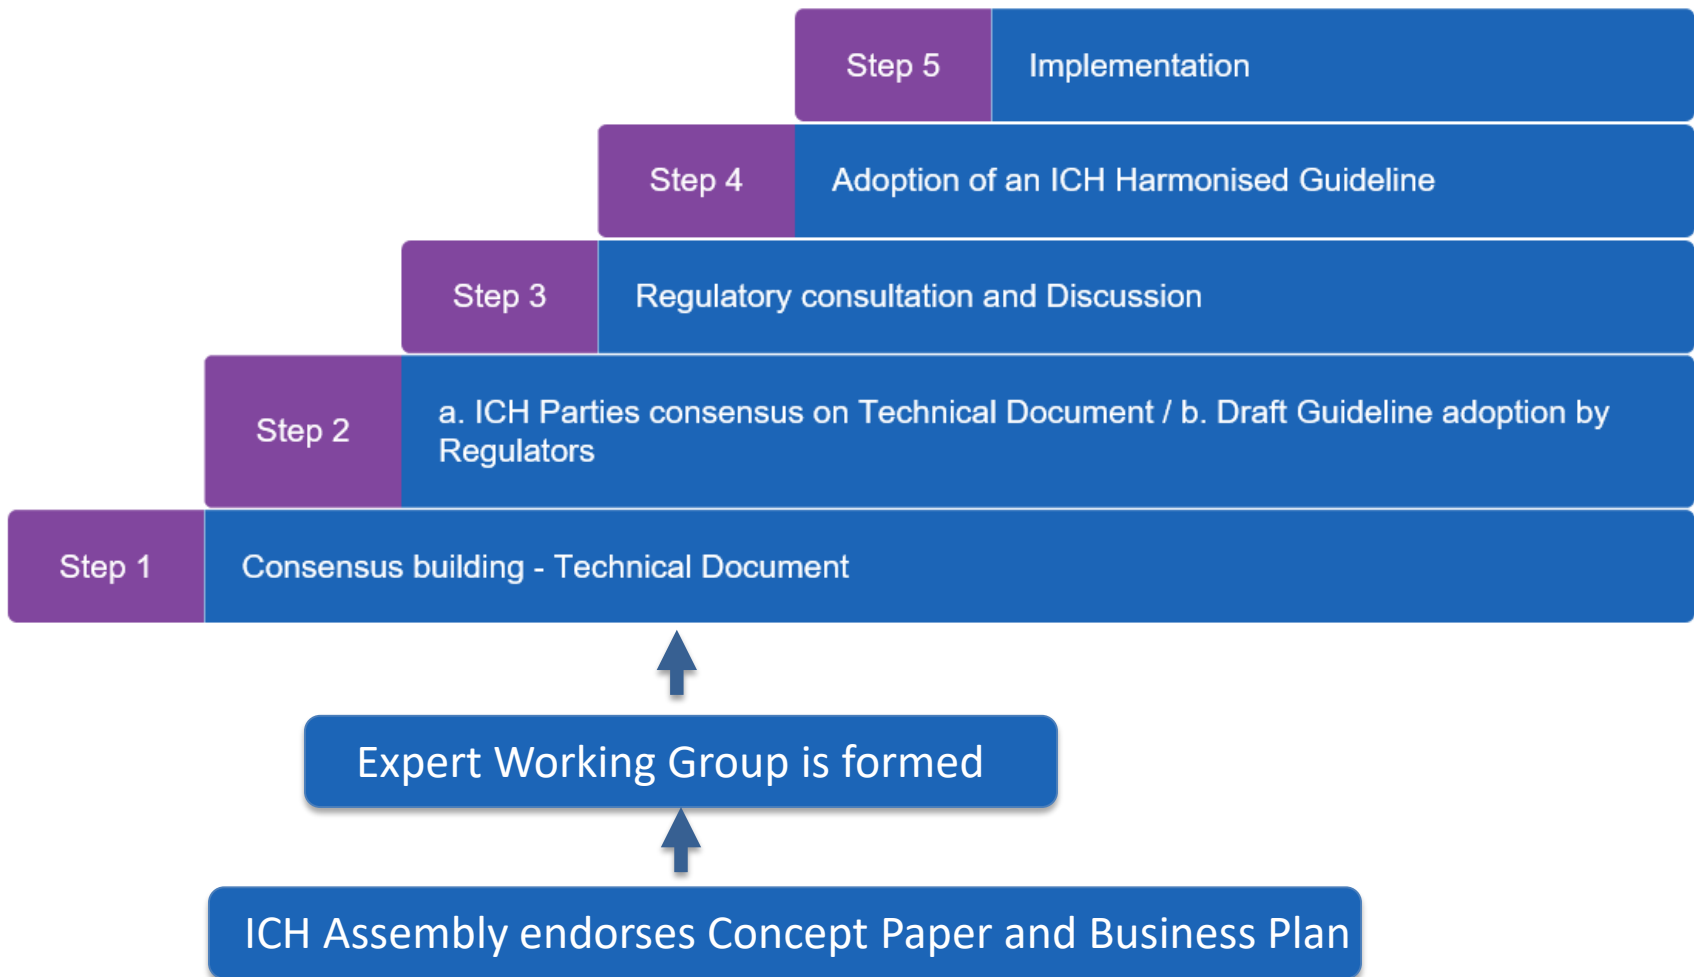 Step 5
Implementation
Step 4
Adoption of an ICH Harmonised Guideline
Step 3
Regulatory consultation and Discussion
Step 2
a. ICH Parties consensus on Technical Document / b. Draft Guideline adoption by
Regulators
Step 1
Consensus building - Technical Document
Expert Working Group is formed
ICH Assembly endorses Concept Paper and Business Plan